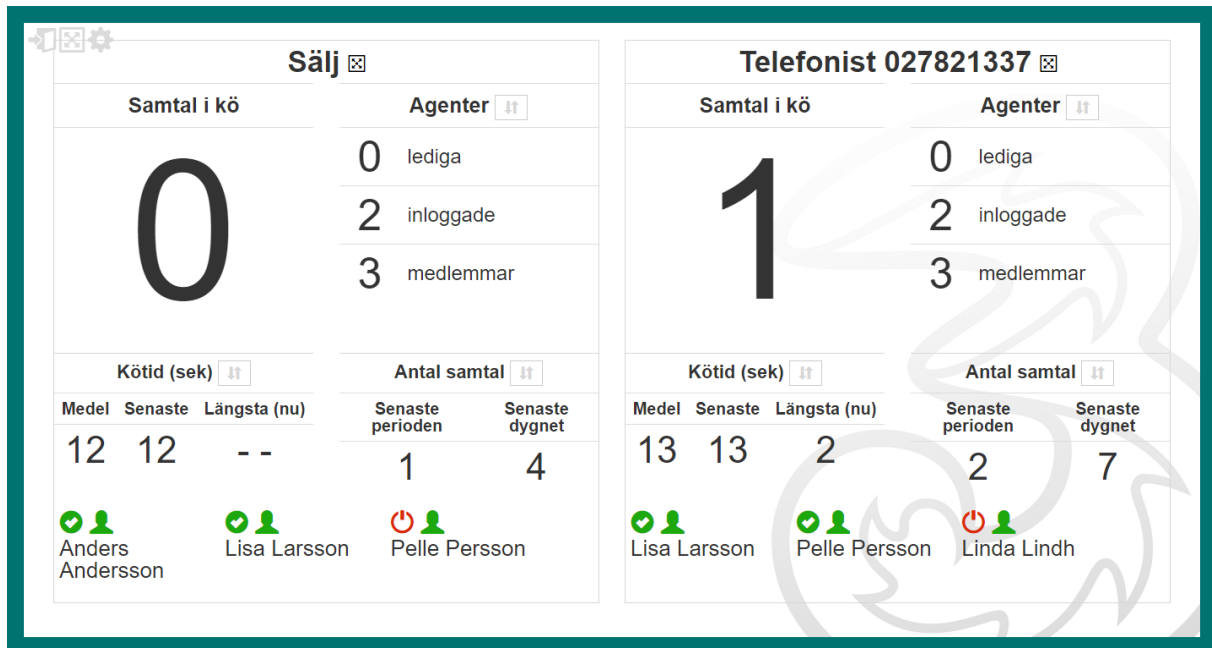 Sälj
Samtal i kö
Agenter
0
0 lediga
2 inloggade
3 medlemmar
Kötid (sek)
Antal samtal
Medel Senaste Längsta (nu)
12 12 - -
Senaste perioden
Senaste dygnet
1 4
Anders
Andersson
Lisa Larsson
Pelle Persson
Telefonist 027821337
Samtal i kö
Agenter
1
0 lediga
2 inloggade
3 medlemmar
Kötid (sek)
Antal samtal
Medel Senaste Längsta (nu)
13 13 2
Senaste perioden
Senaste dygnet
2 7
Lisa Larsson
Pelle Persson
Linda Lindh